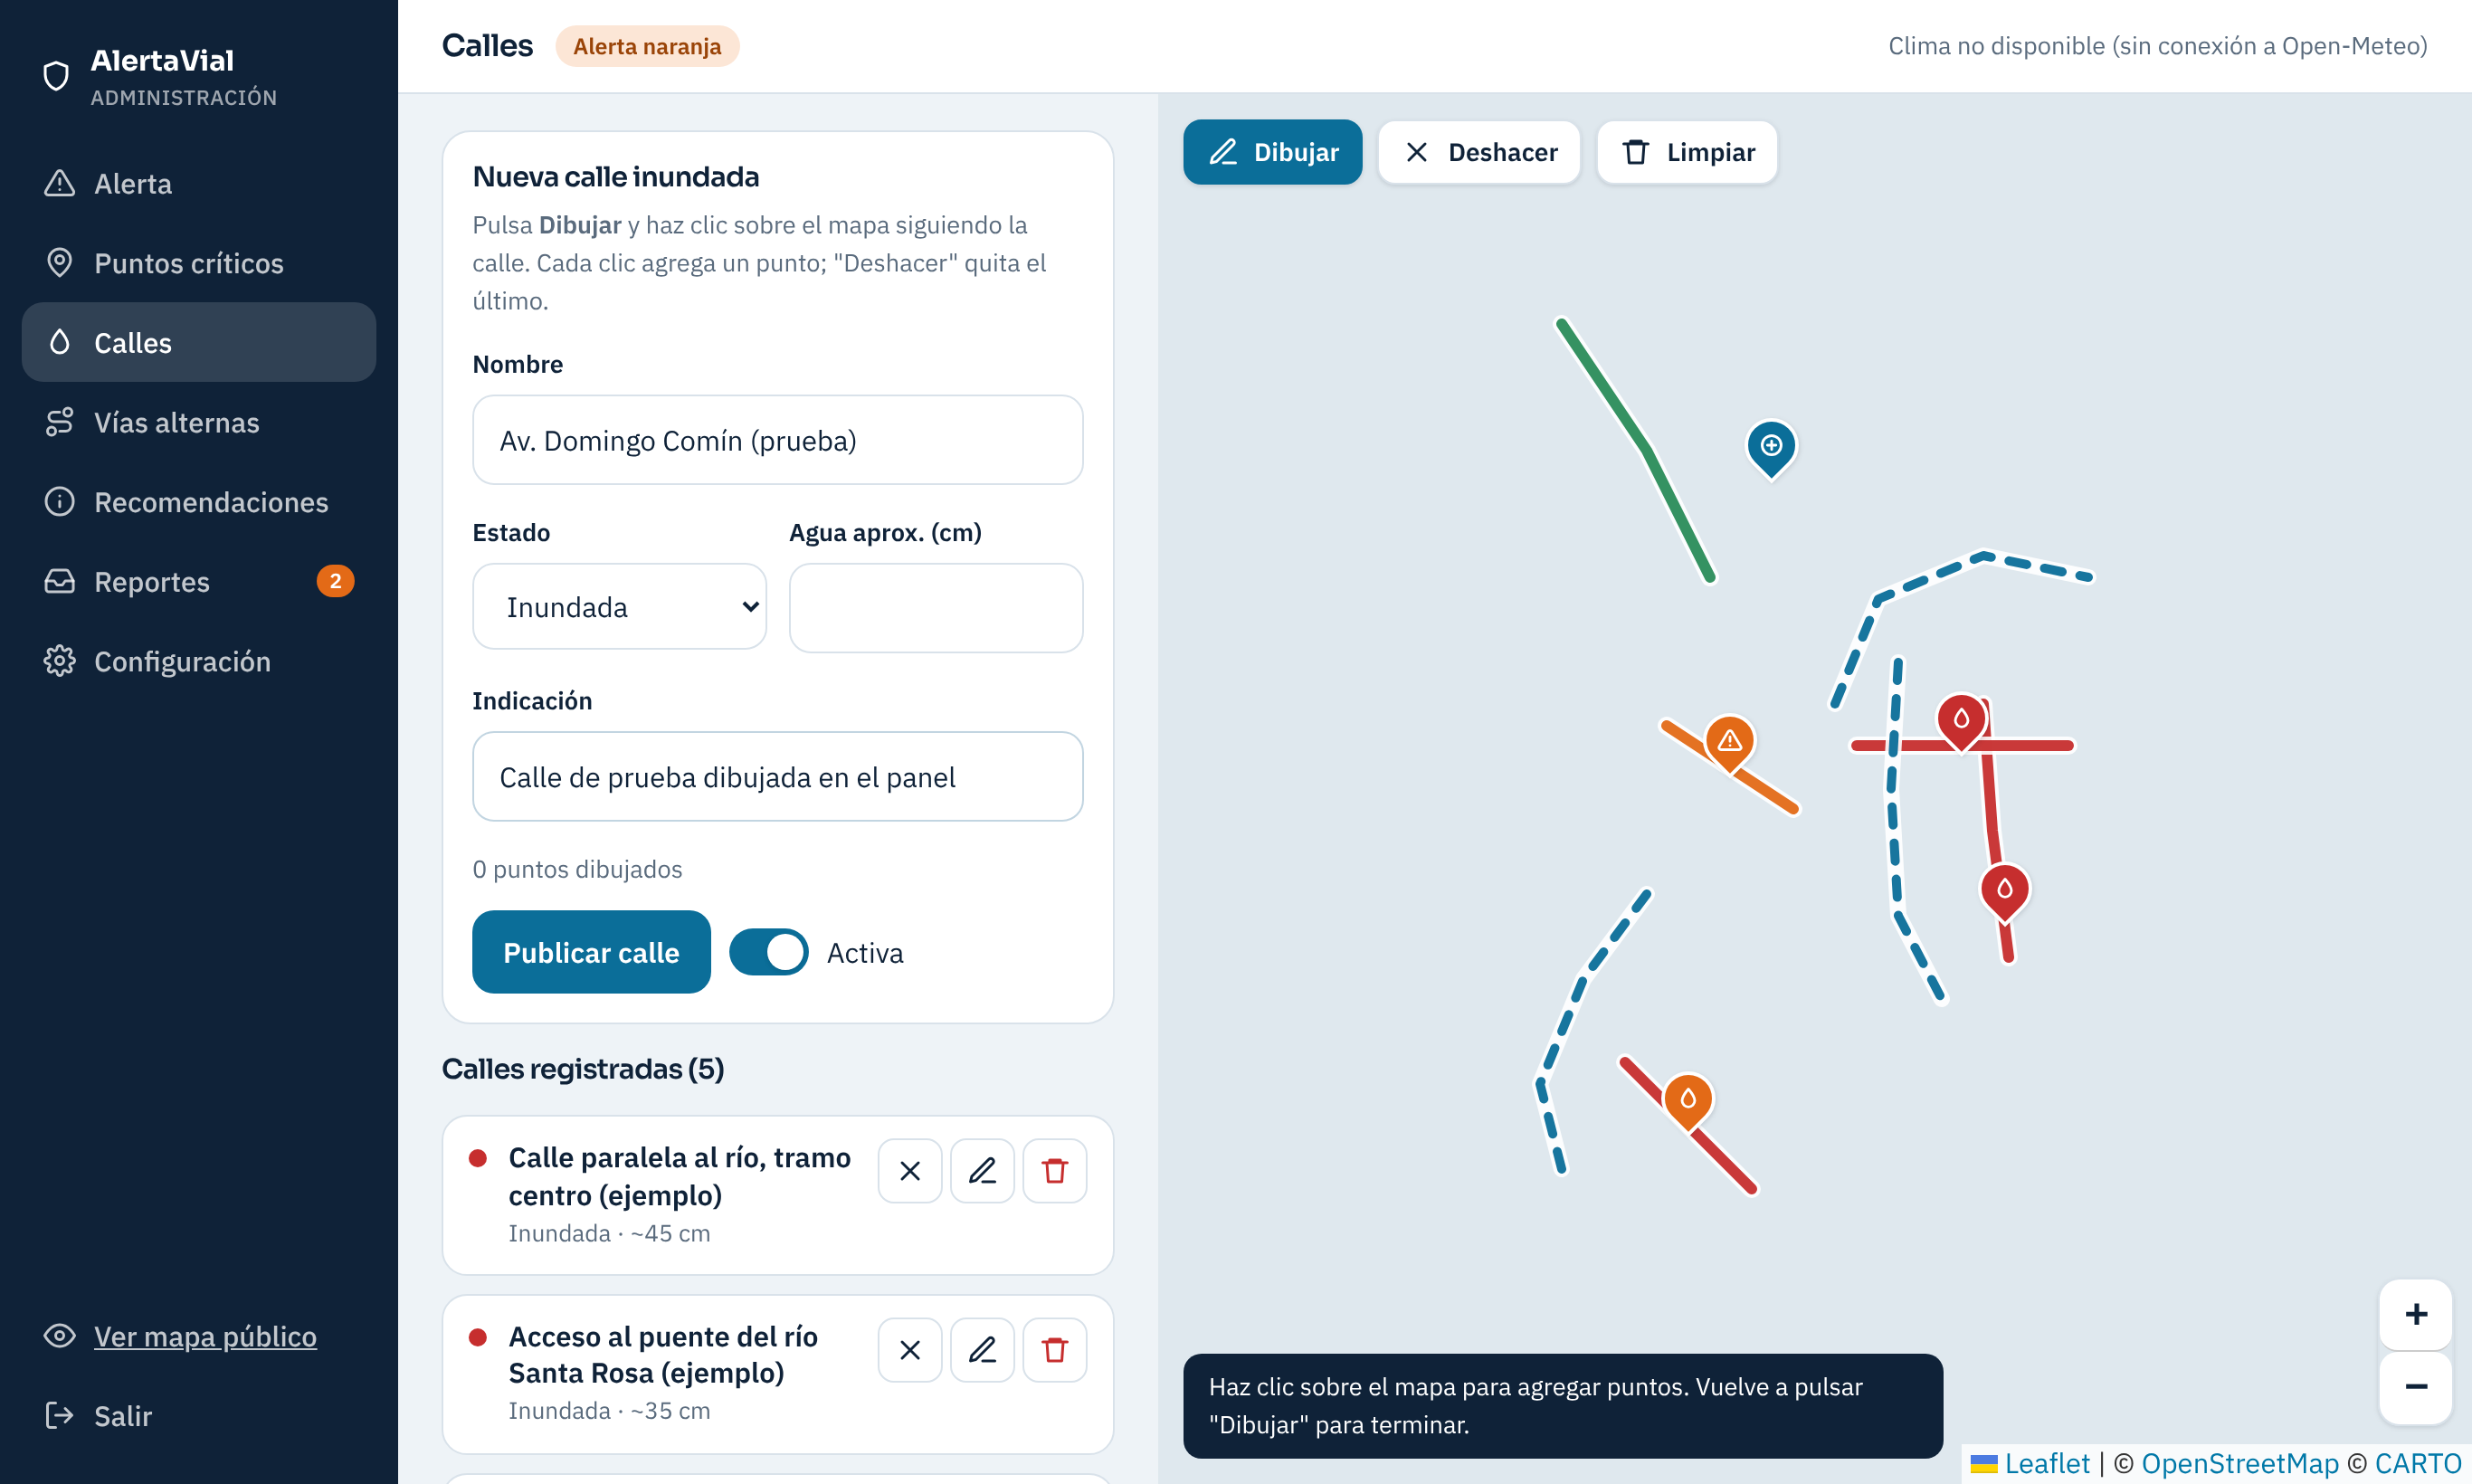 AlertaVial
ADMINISTRACIÓN
Alerta
Puntos críticos
Calles
Vías alternas
Recomendaciones
Reportes
2
Configuración
Ver mapa público
Salir
Calles
Alerta naranja
Clima no disponible (sin conexión a Open-Meteo)
Nueva calle inundada
Pulsa Dibujar y haz clic sobre el mapa siguiendo la
calle. Cada clic agrega un punto; "Deshacer" quita el
último.
Nombre
Av. Domingo Comín (prueba)
Estado
Agua aprox. (cm)
Inundada
Indicación
Calle de prueba dibujada en el panel
0 puntos dibujados
Publicar calle
Activa
Calles registradas (5)
Calle paralela al río, tramo
centro (ejemplo)
Inundada · ~45 cm
Acceso al puente del río
Santa Rosa (ejemplo)
Inundada · ~35 cm
Dibujar
Deshacer
Limpiar
Haz clic sobre el mapa para agregar puntos. Vuelve a pulsar
"Dibujar" para terminar.
+
−
Leaflet | © OpenStreetMap © CARTO